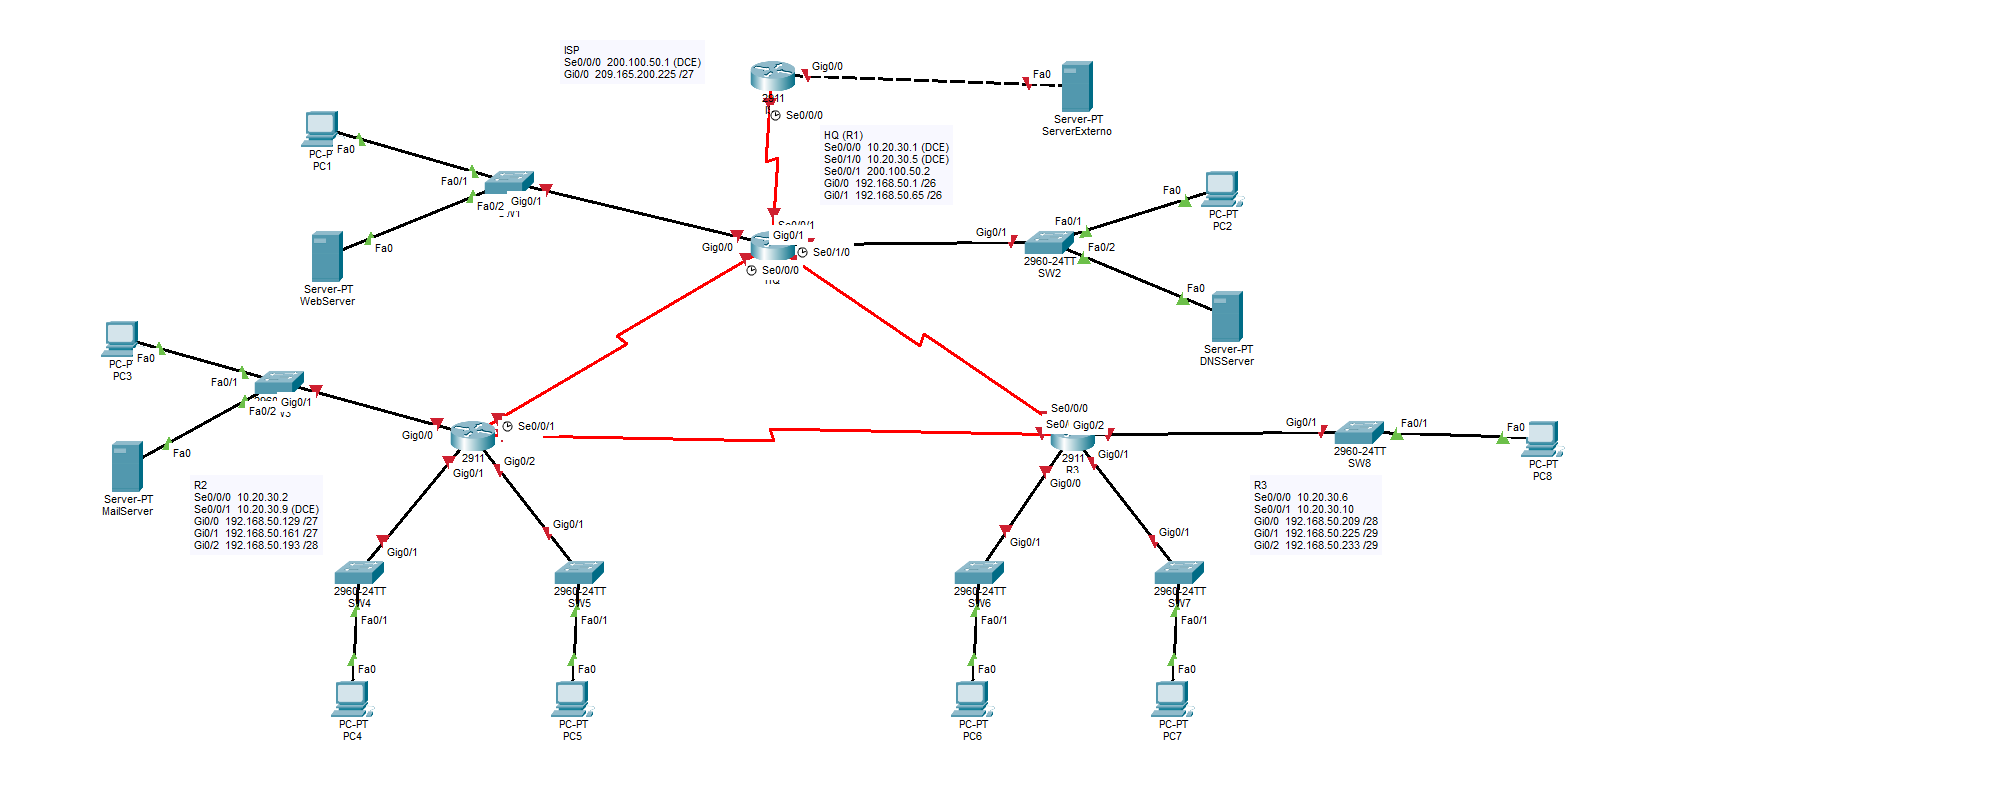 ISP
Se0/0/0  200.100.50.1 (DCE)
Gi0/0  209.165.200.225 /27
Gig0/0
Fa0
Server-PT
ServerExterno
Se0/0/0
HQ (R1)
Se0/0/0  10.20.30.1 (DCE)
Se0/1/0  10.20.30.5 (DCE)
Se0/0/1  200.100.50.2
Gi0/0  192.168.50.1 /26
Gi0/1  192.168.50.65 /26
Fa0
PC1
Fa0/1
Fa0/2
Gig0/1
Fa0
Server-PT
WebServer
Gig0/0
Gig0/1
Se0/1/0
Se0/0/0
Gig0/1
Fa0/1
Fa0/2
2960-24TT
SW2
Fa0
PC-PT
PC2
Fa0
Server-PT
DNSServer
Fa0
PC3
Fa0/1
Fa0/2
Gig0/1
Fa0
Server-PT
MailServer
Gig0/0
Se0/0/1
2911
Gig0/1
Gig0/2
R2
Se0/0/0  10.20.30.2
Se0/0/1  10.20.30.9 (DCE)
Gi0/0  192.168.50.129 /27
Gi0/1  192.168.50.161 /27
Gi0/2  192.168.50.193 /28
Se0/0/0
Gig0/2
2911
R3
Gig0/1
Gig0/0
Gig0/1
Fa0/1
2960-24TT
SW8
Fa0
PC-PT
PC8
R3
Se0/0/0  10.20.30.6
Se0/0/1  10.20.30.10
Gi0/0  192.168.50.209 /28
Gi0/1  192.168.50.225 /29
Gi0/2  192.168.50.233 /29
Gig0/1
2960-24TT
SW4
Fa0/1
Fa0
PC-PT
PC4
Gig0/1
2960-24TT
SW5
Fa0/1
Fa0
PC-PT
PC5
Gig0/1
2960-24TT
SW6
Fa0/1
Fa0
PC-PT
PC6
Gig0/1
2960-24TT
SW7
Fa0/1
Fa0
PC-PT
PC7